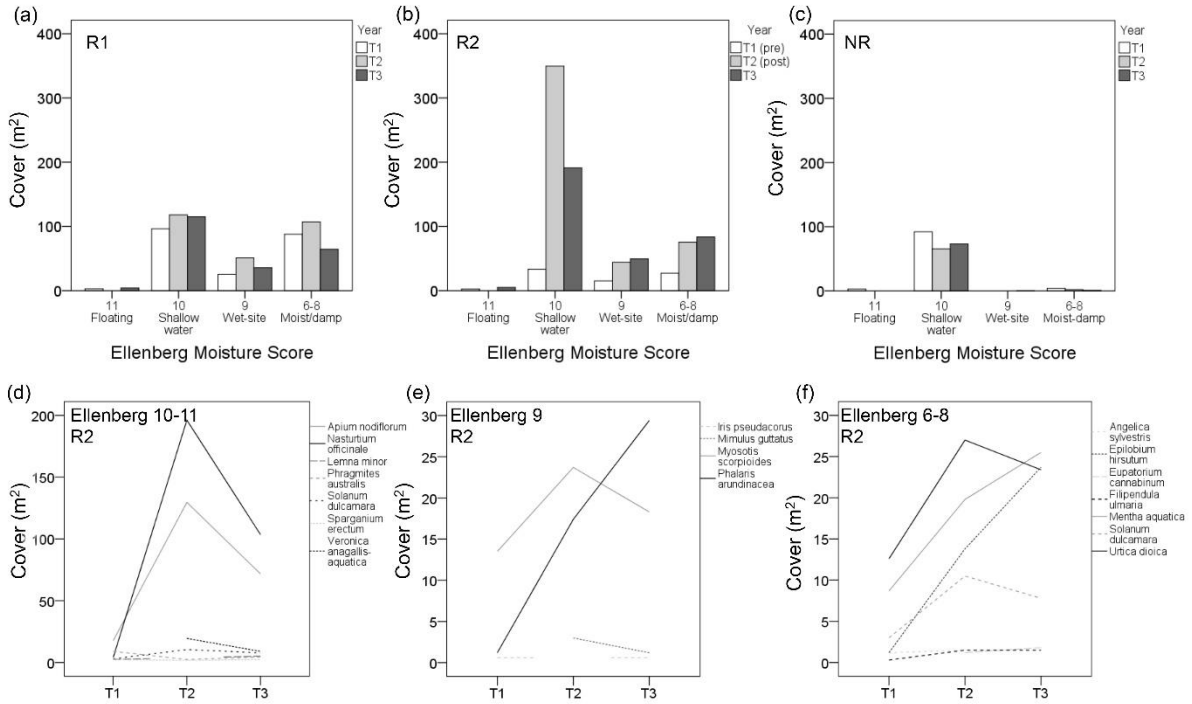 (a)
R1
Year
T1
T2
T3
400
300
200
100
0
Cover (m²)
11
Floating
10
Shallow
water
9
Wet-site
6-8
Moist/damp
Ellenberg Moisture Score
(b)
R2
Year
T1 (pre)
T2 (post)
T3
400
300
200
100
0
Cover (m²)
11
Floating
10
Shallow
water
9
Wet-site
6-8
Moist/damp
Ellenberg Moisture Score
(c)
NR
Year
T1
T2
T3
400
300
200
100
0
Cover (m²)
11
Floating
10
Shallow
water
9
Wet-site
6-8
Moist-damp
Ellenberg Moisture Score
(d)
Ellenberg 10-11
R2
200
150
100
50
0
Cover (m²)
T1 T2 T3
Apium nodiflorum
Nasturtium
officinale
Lemna minor
Phragmites
australis
Solanum
dulcamara
Sparganium
erectum
Veronica
anagallis-
aquatica
(e)
Ellenberg 9
R2
30
25
20
15
10
5
0
Cover (m²)
T1 T2 T3
Iris pseudacorus
Mimulus guttatus
Myosotis
scorpioides
Phalaris
arundinacea
(f)
Ellenberg 6-8
R2
30
25
20
15
10
5
0
Cover (m²)
T1 T2 T3
Angelica
sylvestris
Epilobium
hirsutum
Eupatorium
cannabinum
Filipendula
ulmaria
Mentha aquatica
Solanum
dulcamara
Urtica dioica